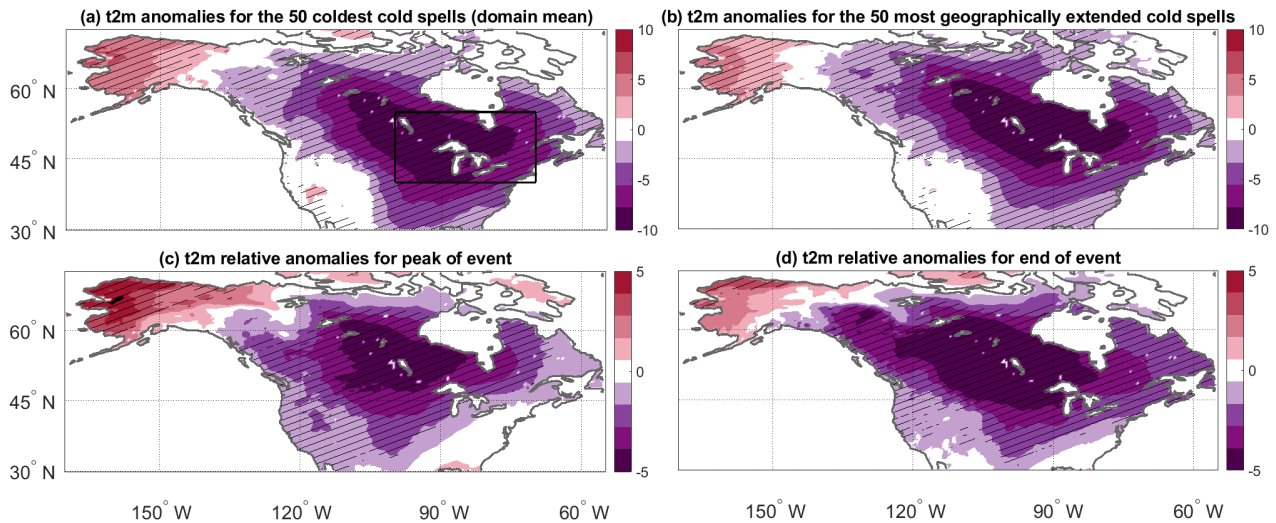 (a) t2m anomalies for the 50 coldest cold spells (domain mean)
(b) t2m anomalies for the 50 most geographically extended cold spells
10
5
0
-5
-10
60° N
45° N
30° N
10
5
0
-5
-10
(c) t2m relative anomalies for peak of event
(d) t2m relative anomalies for end of event
5
0
-5
60° N
45° N
30° N
5
0
-5
150° W
120° W
90° W
60° W
150° W
120° W
90° W
60° W